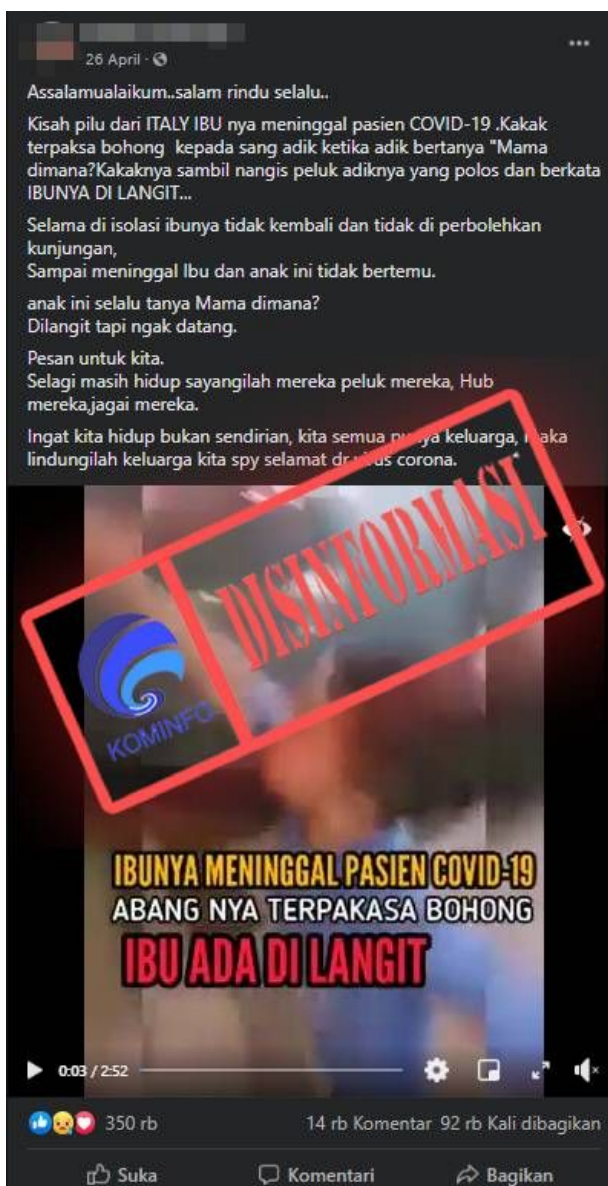 26 April ·
Assalamualaikum..salam rindu selalu..
Kisah pilu dari ITALY IBU nya meninggal pasien COVID-19 .Kakak
terpaksa bohong kepada sang adik ketika adik bertanya "Mama
dimana?Kakaknya sambil nangis peluk adiknya yang polos dan berkata
IBUNYA DI LANGIT...
Selama di isolasi ibunya tidak kembali dan tidak di perbolehkan
kunjungan,
Sampai meninggal Ibu dan anak ini tidak bertemu.
anak ini selalu tanya Mama dimana?
Dilangit tapi ngak datang.
Pesan untuk kita.
Selagi masih hidup sayangilah mereka peluk mereka, Hub
mereka,jagai mereka.
Ingat kita hidup bukan sendirian, kita semua punya keluarga, maka
lindungilah keluarga kita spy selamat dr virus corona.
DISINFORMASI
KOMINFO
IBUNYA MENINGGAL PASIEN COVID-19
ABANG NYA TERPAKASA BOHONG
IBU ADA DI LANGIT
0:03 / 2:52
350 rb 14 rb Komentar 92 rb Kali dibagikan
Suka Komentari Bagikan